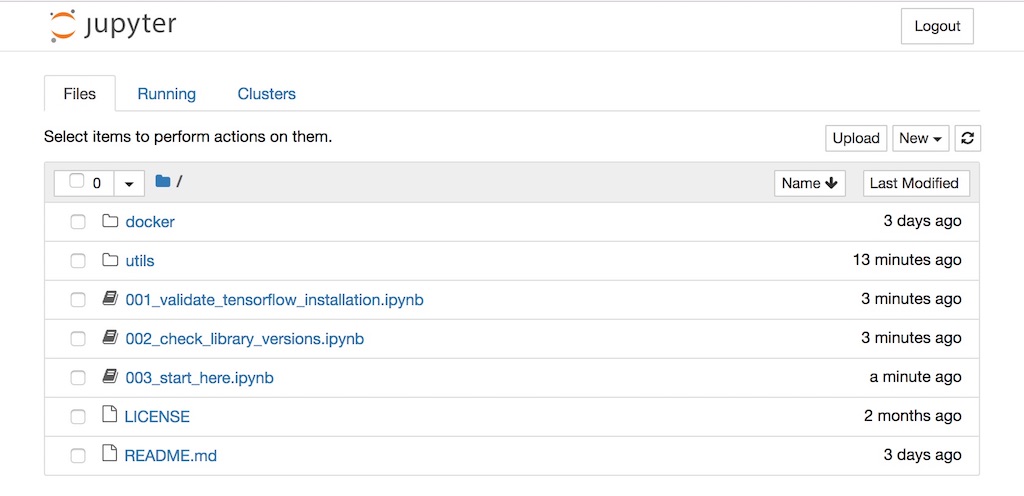 jupyter
Logout
Files Running Clusters
Select items to perform actions on them.
Upload New
0 / Name Last Modified
docker 3 days ago
utils 13 minutes ago
001_validate_tensorflow_installation.ipynb 3 minutes ago
002_check_library_versions.ipynb 3 minutes ago
003_start_here.ipynb a minute ago
LICENSE 2 months ago
README.md 3 days ago